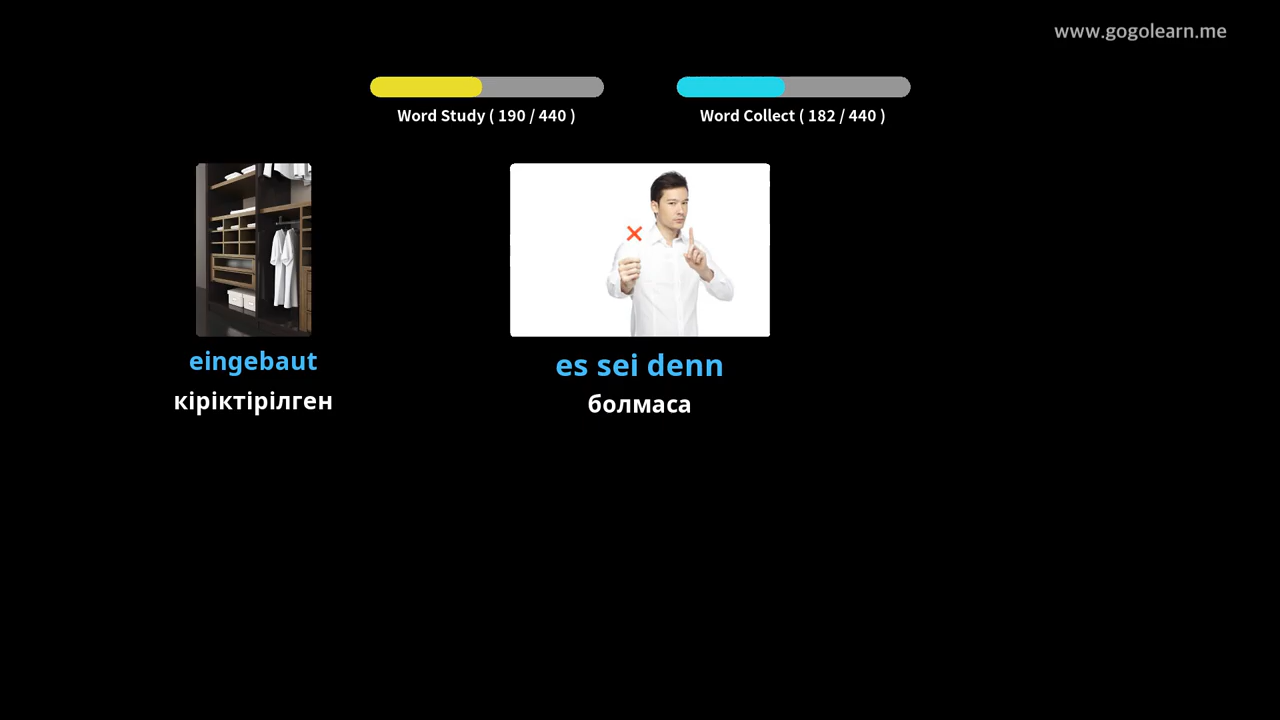 www.gogolearn.me
Word Study ( 190 / 440 )
Word Collect ( 182 / 440 )
eingebaut
кіріктірілген
es sei denn
болмаса